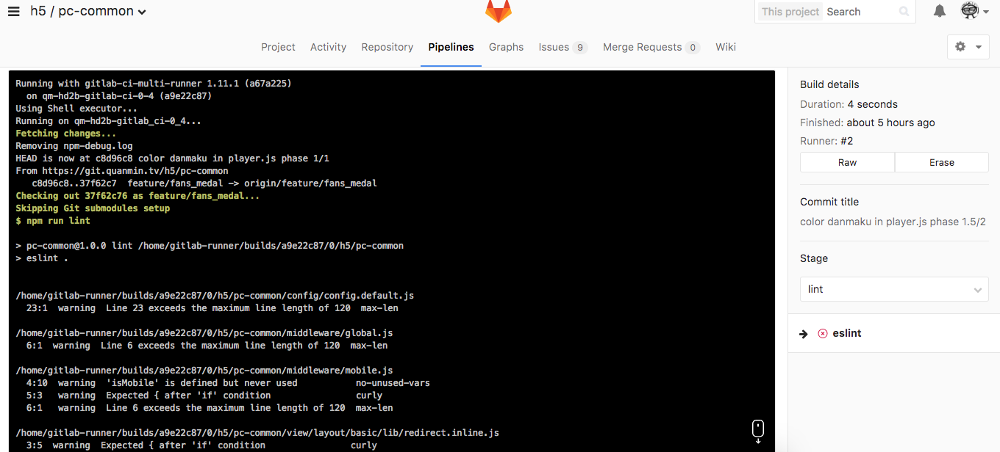 h5 / pc-common
This project Search
Project Activity Repository Pipelines Graphs Issues 9 Merge Requests 0 Wiki
Running with gitlab-ci-multi-runner 1.11.1 (a67a225)
on qm-hd2b-gitlab-ci-0-4 (a9e22c87)
Using Shell executor...
Running on qm-hd2b-gitlab_ci-0_4...
Fetching changes...
Removing npm-debug.log
HEAD is now at c8d96c8 color danmaku in player.js phase 1/1
From https://git.quanmin.tv/h5/pc-common
c8d96c8..37f62c7  feature/fans_medal -> origin/feature/fans_medal
Checking out 37f62c76 as feature/fans_medal...
Skipping Git submodules setup
$ npm run lint
> pc-common@1.0.0 lint /home/gitlab-runner/builds/a9e22c87/0/h5/pc-common
> eslint .
/home/gitlab-runner/builds/a9e22c87/0/h5/pc-common/config/config.default.js
23:1  warning  Line 23 exceeds the maximum line length of 120  max-len
/home/gitlab-runner/builds/a9e22c87/0/h5/pc-common/middleware/global.js
6:1  warning  Line 6 exceeds the maximum line length of 120  max-len
/home/gitlab-runner/builds/a9e22c87/0/h5/pc-common/middleware/mobile.js
4:10  warning  'isMobile' is defined but never used  no-unused-vars
5:3  warning  Expected { after 'if' condition  curly
6:1  warning  Line 6 exceeds the maximum line length of 120  max-len
/home/gitlab-runner/builds/a9e22c87/0/h5/pc-common/view/layout/basic/lib/redirect.inline.js
3:5  warning  Expected { after 'if' condition  curly
Build details
Duration: 4 seconds
Finished: about 5 hours ago
Runner: #2
Raw Erase
Commit title
color danmaku in player.js phase 1.5/2
Stage
lint
eslint